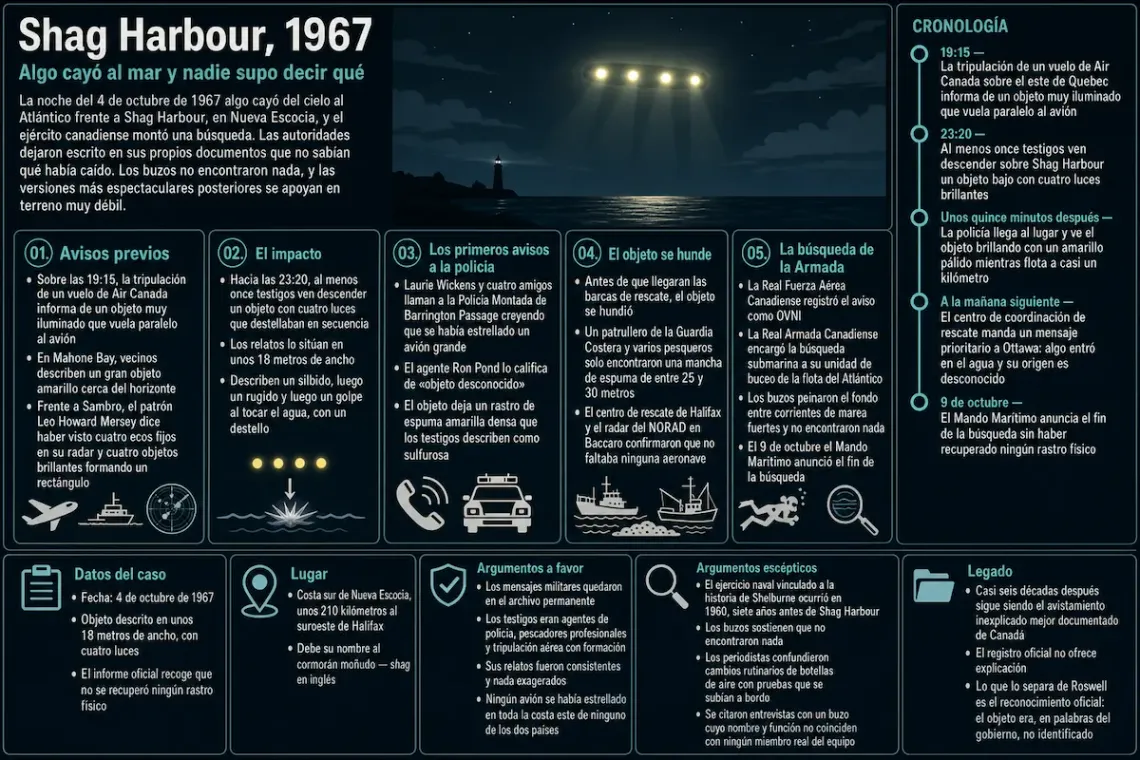 Shag Harbour, 1967
Algo cayó al mar y nadie supo decir qué
La noche del 4 de octubre de 1967 algo cayó del cielo al
Atlántico frente a Shag Harbour, en Nueva Escocia, y el
ejército canadiense montó una búsqueda. Las autoridades
dejaron escrito en sus propios documentos que no sabían
qué había caído. Los buzos no encontraron nada, y las
versiones más espectaculares posteriores se apoyan en
terreno muy débil.
CRONOLOGÍA
19:15 —
La tripulación de un vuelo de Air
Canada sobre el este de Quebec
informa de un objeto muy iluminado
que vuela paralelo al avión
23:20 —
Al menos once testigos ven
descender sobre Shag Harbour
un objeto bajo con cuatro luces
brillantes
Unos quince minutos después —
La policía llega al lugar y ve el
objeto brillando con un amarillo
pálido mientras flota a casi un
kilómetro
A la mañana siguiente —
El centro de coordinación de
rescate manda un mensaje
prioritario a Ottawa: algo entró
en el agua y su origen es
desconocido
9 de octubre —
El Mando Marítimo anuncia el fin
de la búsqueda sin haber
recuperado ningún rastro físico
01. Avisos previos
• Sobre las 19:15, la tripulación
de un vuelo de Air Canada
informa de un objeto muy
iluminado que vuela paralelo
al avión
• En Mahone Bay, vecinos
describen un gran objeto
amarillo cerca del horizonte
• Frente a Sambro, el patrón
Leo Howard Mersey dice
haber visto cuatro ecos fijos
en su radar y cuatro objetos
brillantes formando un
rectángulo
02. El impacto
• Hacia las 23:20, al menos
once testigos ven descender
un objeto con cuatro luces
que destellaban en secuencia
• Los relatos lo sitúan en
unos 18 metros de ancho
• Describen un silbido, luego
un rugido y luego un golpe
al tocar el agua, con un
destello
03. Los primeros avisos
a la policía
• Laurie Wickens y cuatro amigos
llaman a la Policía Montada de
Barrington Passage creyendo
que se había estrellado un
avión grande
• El agente Ron Pond lo califica
de «objeto desconocido»
• El objeto deja un rastro de
espuma amarilla densa que
los testigos describen como
sulfurosa
04. El objeto se hunde
• Antes de que llegaran las
barcas de rescate, el objeto
se hundió
• Un patrullero de la Guardia
Costera y varios pesqueros
solo encontraron una mancha
de espuma de entre 25 y
30 metros
• El centro de rescate de Halifax
y el radar del NORAD en
Baccaro confirmaron que no
faltaba ninguna aeronave
05. La búsqueda de
la Armada
• La Real Fuerza Aérea
Canadiense registró el aviso
como OVNI
• La Real Armada Canadiense
encargó la búsqueda
submarina a su unidad de
buceo de la flota del Atlántico
• Los buzos peinaron el fondo
entre corrientes de marea
fuertes y no encontraron nada
• El 9 de octubre el Mando
Marítimo anunció el fin de
la búsqueda
Datos del caso
• Fecha: 4 de octubre de 1967
• Objeto descrito en unos
18 metros de ancho, con
cuatro luces
• El informe oficial recoge que
no se recuperó ningún rastro
físico
Lugar
• Costa sur de Nueva Escocia,
unos 210 kilómetros al
suroeste de Halifax
• Debe su nombre al
cormorán moñudo — shag
en inglés
Argumentos a favor
• Los mensajes militares quedaron
en el archivo permanente
• Los testigos eran agentes de
policía, pescadores profesionales
y tripulación aérea con formación
• Sus relatos fueron consistentes
y nada exagerados
• Ningún avión se había estrellado
en toda la costa este de ninguno
de los dos países
Argumentos escépticos
• El ejercicio naval vinculado a la
historia de Shelburne ocurrió en
1960, siete años antes de Shag Harbour
• Los buzos sostienen que no
encontraron nada
• Los periodistas confundieron
cambios rutinarios de botellas
de aire con pruebas que se
subían a bordo
• Se citaron entrevistas con un buzo
cuyo nombre y función no coinciden
con ningún miembro real del equipo
Legado
• Casi seis décadas después
sigue siendo el avistamiento
inexplicado mejor documentado
de Canadá
• El registro oficial no ofrece
explicación
• Lo que lo separa de Roswell
es el reconocimiento oficial:
el objeto era, en palabras del
gobierno, no identificado